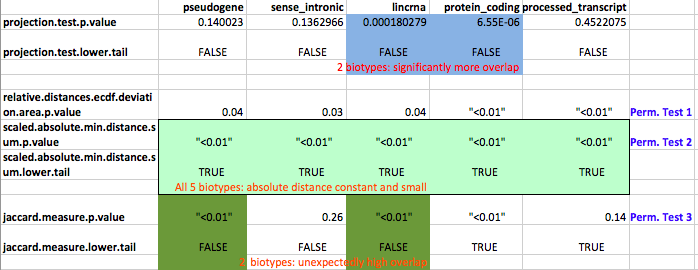 pseudogene sense_intronic lincrna protein_coding processed_transcript
projection.test.p.value 0.140023 0.1362966 0.000180279 6.55E-06 0.4522075
projection.test.lower.tail FALSE FALSE FALSE FALSE FALSE
2 biotypes: significantly more overlap
relative.distances.ecdf.deviati
on.area.p.value 0.04 0.03 0.04 "<0.01" "<0.01" Perm. Test 1
scaled.absolute.min.distance.s
um.p.value "<0.01" "<0.01" "<0.01" "<0.01" "<0.01" Perm. Test 2
scaled.absolute.min.distance.s
um.lower.tail TRUE TRUE TRUE TRUE TRUE
All 5 biotypes: absolute distance constant and small
jaccard.measure.p.value "<0.01" 0.26 "<0.01" "<0.01" 0.14 Perm. Test 3
jaccard.measure.lower.tail FALSE FALSE FALSE TRUE TRUE
2 biotypes: unexpectedly high overlap